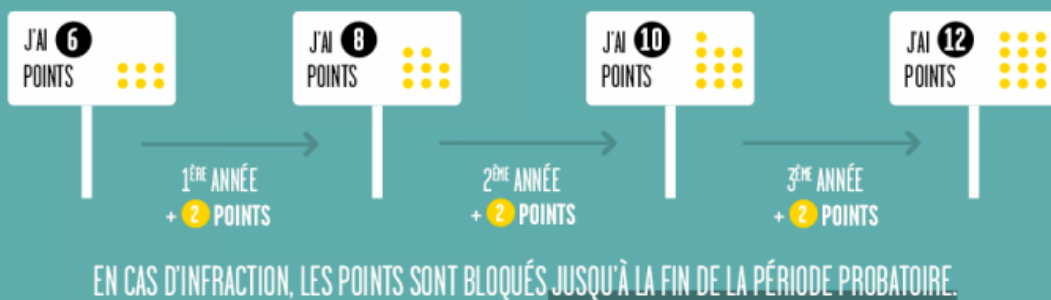 J'AI 6
POINTS
J'AI 8
POINTS
J'AI 10
POINTS
J'AI 12
POINTS
1ÈRE ANNÉE
+ 2 POINTS
2ÈME ANNÉE
+ 2 POINTS
3ÈME ANNÉE
+ 2 POINTS
EN CAS D'INFRACTION, LES POINTS SONT BLOQUÉS JUSQU'À LA FIN DE LA PÉRIODE PROBATOIRE.